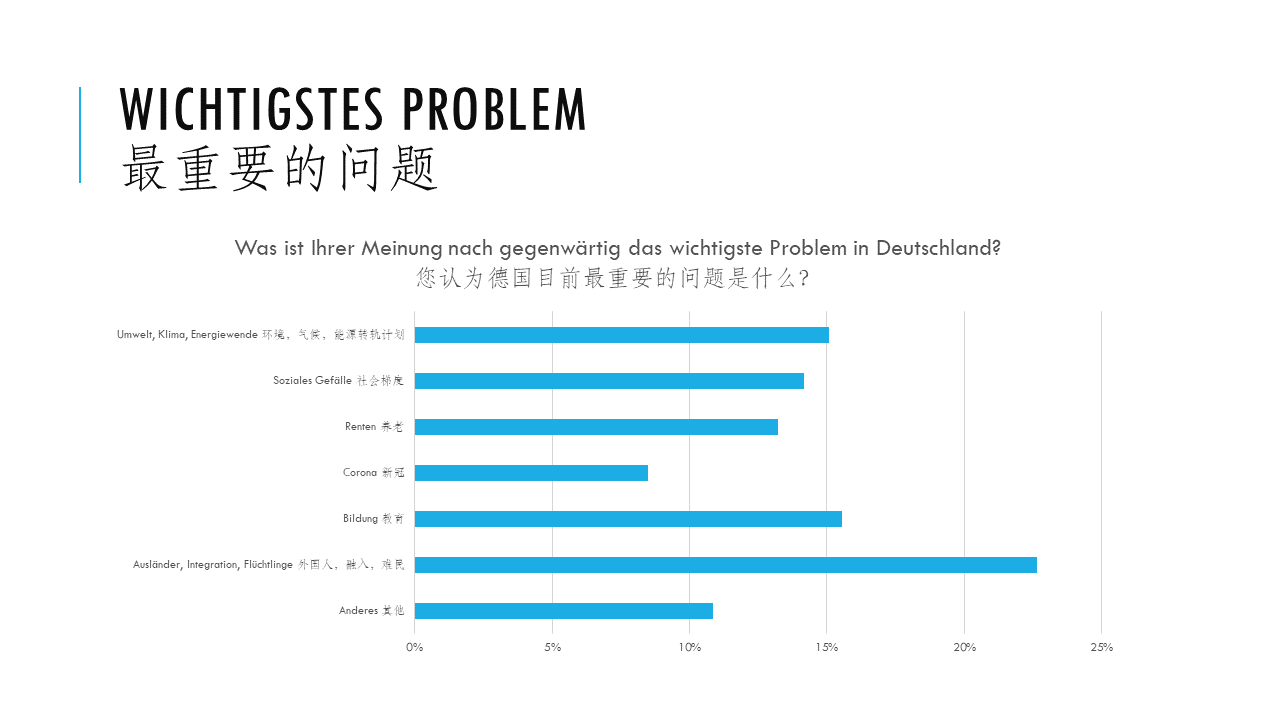 WICHTIGSTES PROBLEM
最重要的问题
Was ist Ihrer Meinung nach gegenwärtig das wichtigste Problem in Deutschland?
您认为德国目前最重要的问题是什么?
Umwelt, Klima, Energiewende 环境，气候，能源转轨计划
Soziales Gefälle 社会梯度
Renten 养老
Corona 新冠
Bildung 教育
Ausländer, Integration, Flüchtlinge 外国人，融入，难民
Anderes 其他
0% 5% 10% 15% 20% 25%